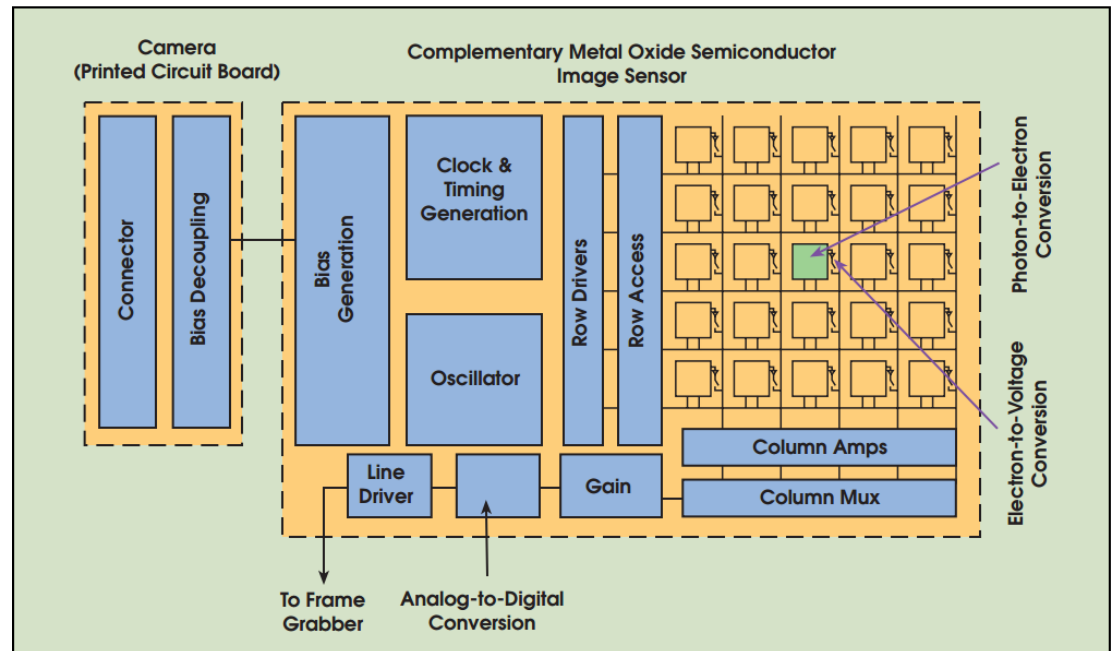 Camera
(Printed Circuit Board)
Complementary Metal Oxide Semiconductor
Image Sensor
Connector
Bias Decoupling
Bias
Generation
Clock &
Timing
Generation
Oscillator
Row Drivers
Row Access
Photon-to-Electron
Conversion
Electron-to-Voltage
Conversion
Column Amps
Column Mux
Gain
Line
Driver
To Frame
Grabber
Analog-to-Digital
Conversion